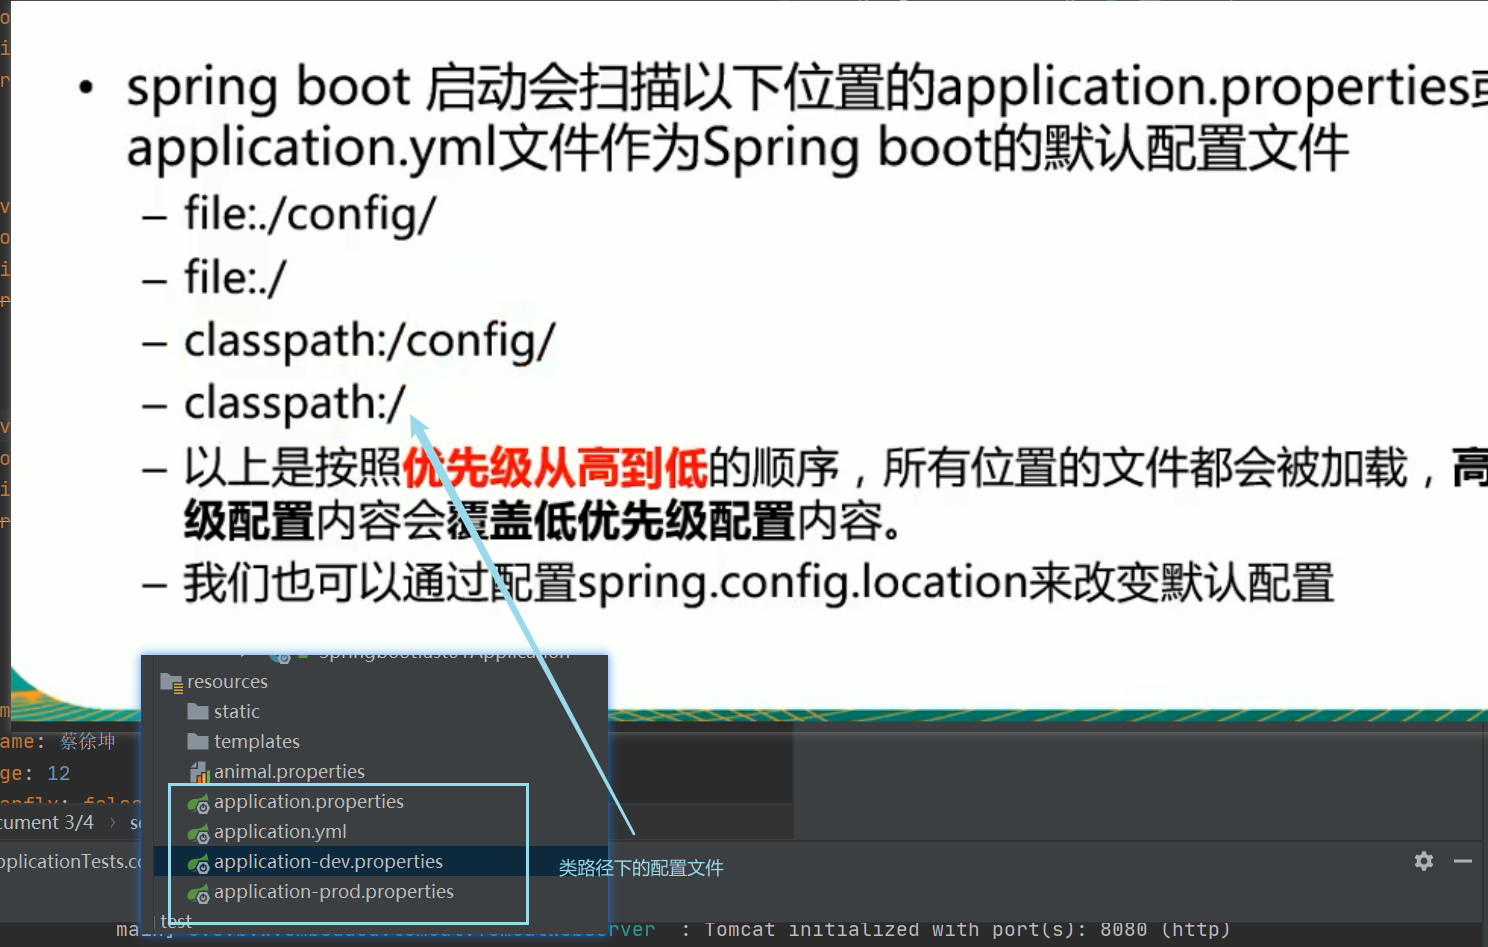 • spring boot 启动会扫描以下位置的application.properties或
application.yml文件作为Spring boot的默认配置文件
– file:./config/
– file:./
– classpath:/config/
– classpath:/
– 以上是按照优先级从高到低的顺序，所有位置的文件都会被加载，高
级配置内容会覆盖低优先级配置内容。
– 我们也可以通过配置spring.config.location来改变默认配置
resources
static
templates
animal.properties
application.properties
application.yml
application-dev.properties
application-prod.properties
test
类路径下的配置文件
ame: 蔡徐坤
ge: 12
cument 3/4 › s
pplicationTests.co
main]
: Tomcat initialized with port(s): 8080 (http)